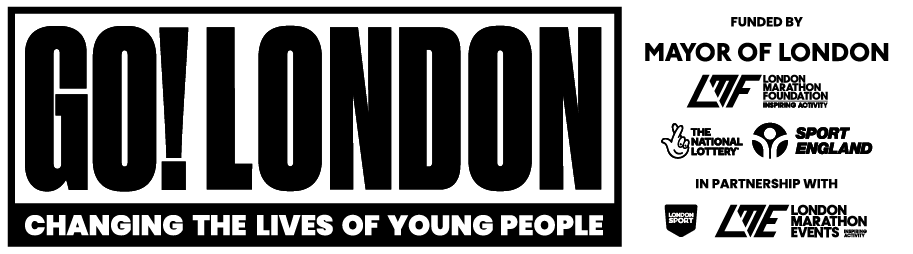 GO! LONDON
CHANGING THE LIVES OF YOUNG PEOPLE
FUNDED BY
MAYOR OF LONDON
LMF
LONDON
MARATHON
FOUNDATION
INSPIRING ACTIVITY
THE
NATIONAL
LOTTERY
SPORT
ENGLAND
IN PARTNERSHIP WITH
LONDON
SPORT
LME
LONDON
MARATHON
EVENTS
INSPIRING
ACTIVITY